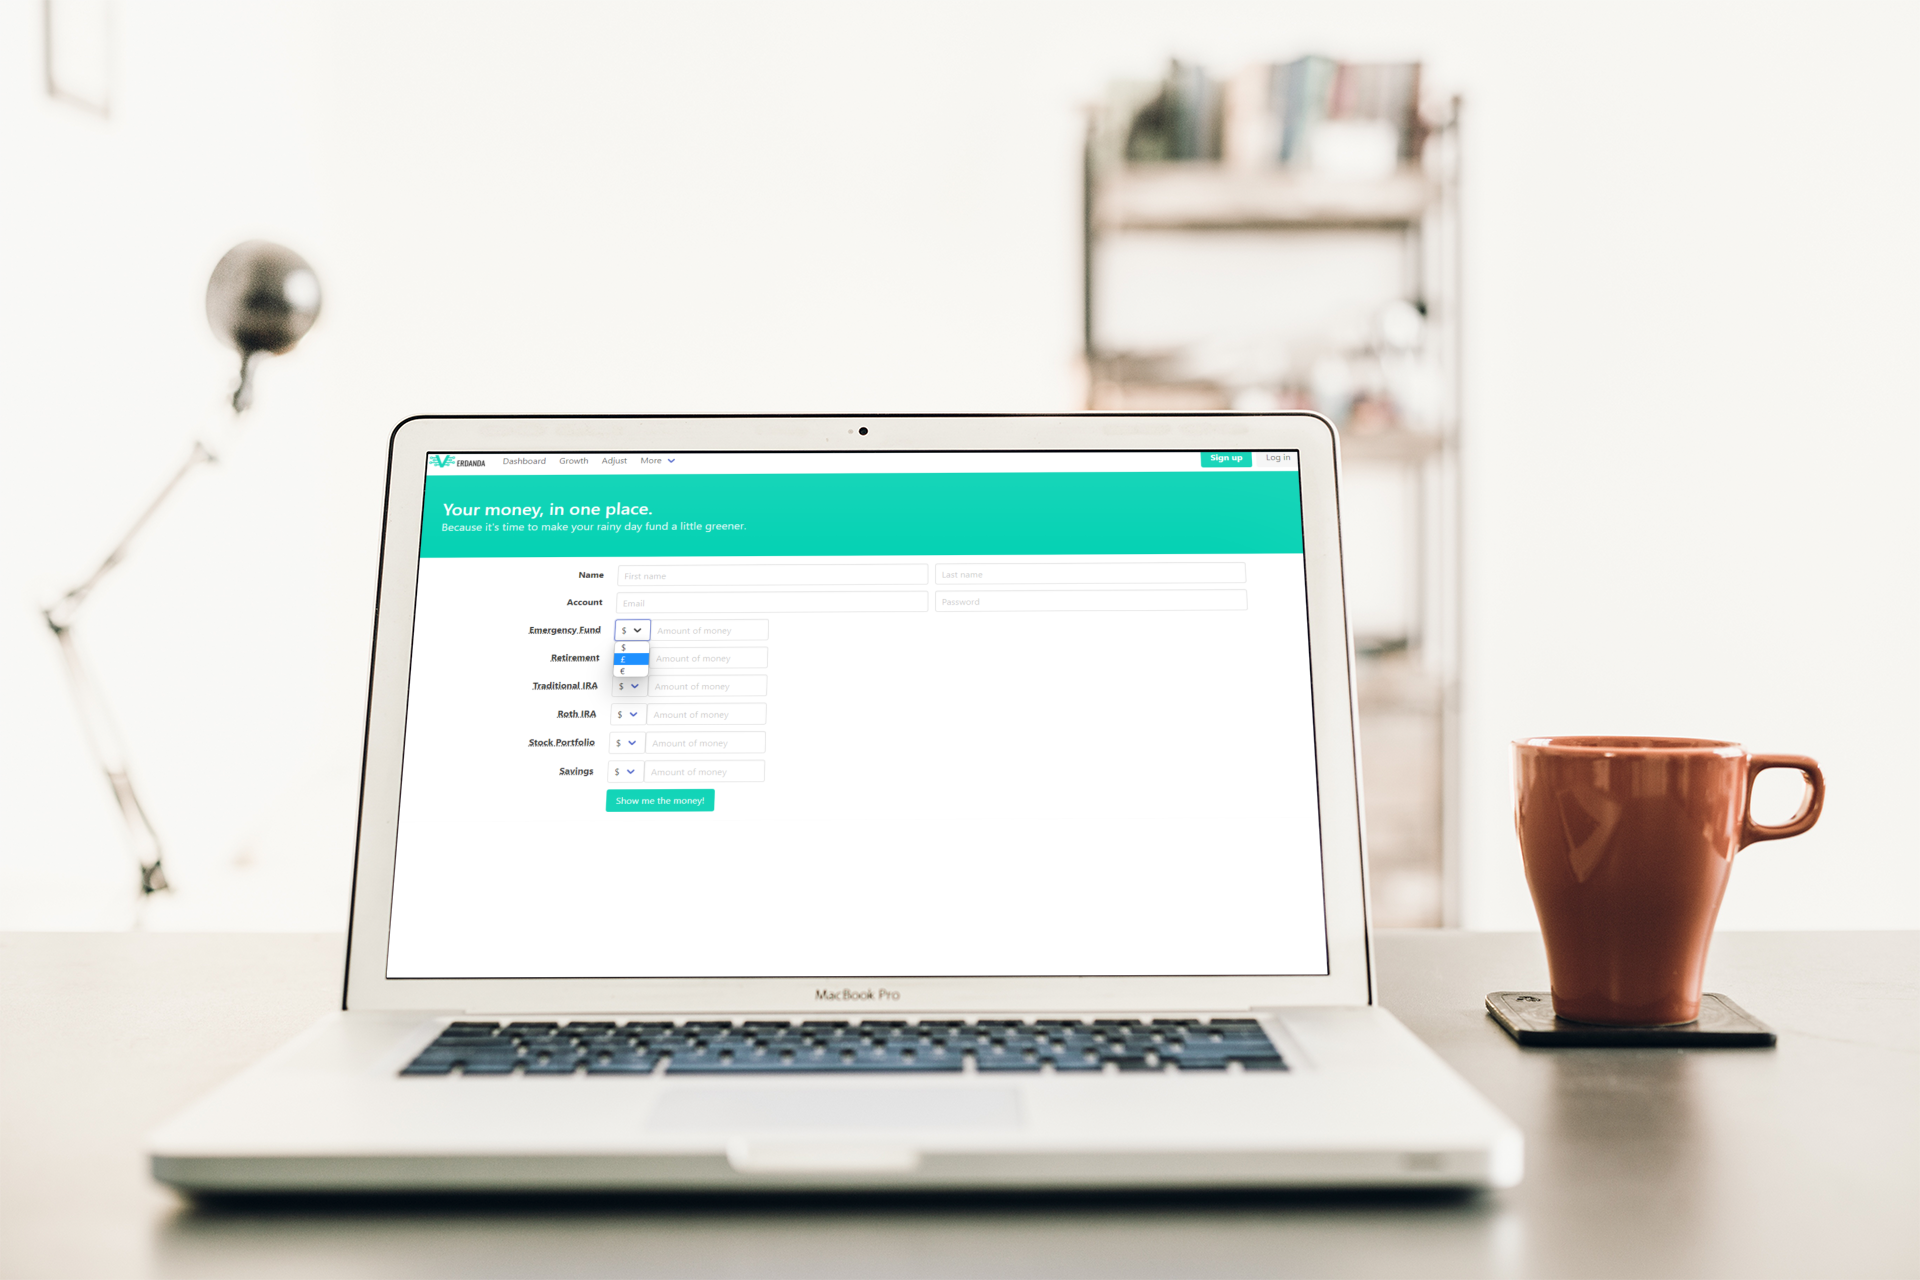 VERDANDA Dashboard Growth Adjust More Sign up Log in
Your money, in one place.
Because it's time to make your rainy day fund a little greener.
Name First name Last name
Account Email Password
Emergency Fund $ Amount of money
$
Retirement £ Amount of money
€
Traditional IRA $ Amount of money
Roth IRA $ Amount of money
Stock Portfolio $ Amount of money
Savings $ Amount of money
Show me the money!
MacBook Pro